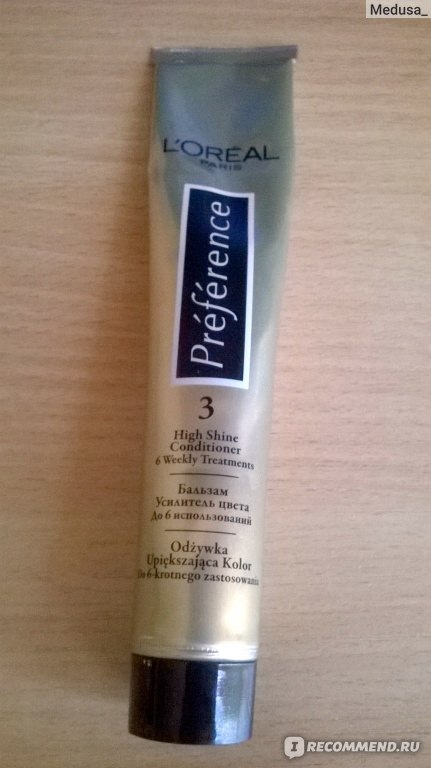 Medusa_
L'ORÉAL
PARIS
Préférence
3
High Shine
Conditioner
6 Weekly Treatments
Бальзам
Усилитель цвета
До 6 использований
Odżywka
Upiększająca Kolor
Do 6-krotnego zastosowania
IRECOMMEND.RU